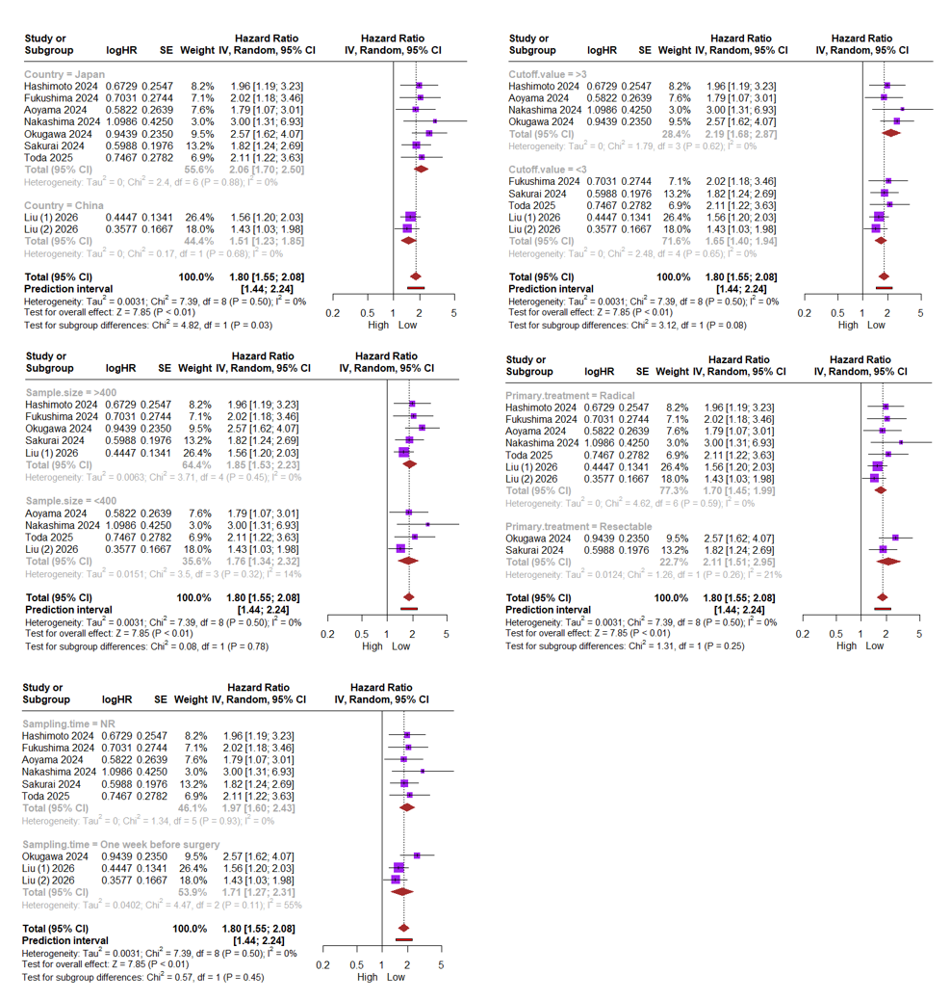 Study or Hazard Ratio Hazard Ratio
Subgroup logHR SE Weight IV, Random, 95% CI IV, Random, 95% CI
Country = Japan
Hashimoto 2024 0.6729 0.2547 8.2% 1.96 [1.19; 3.23]
Fukushima 2024 0.7031 0.2744 7.1% 2.02 [1.18; 3.46]
Aoyama 2024 0.5822 0.2639 7.6% 1.79 [1.07; 3.01]
Nakashima 2024 1.0986 0.4250 3.0% 3.00 [1.31; 6.93]
Okugawa 2024 0.9439 0.2350 9.5% 2.57 [1.62; 4.07]
Sakurai 2024 0.5988 0.1976 13.2% 1.82 [1.24; 2.69]
Toda 2025 0.7467 0.2782 6.9% 2.11 [1.22; 3.63]
Total (95% CI) 55.6% 2.06 [1.70; 2.50]
Heterogeneity: Tau² = 0; Chi² = 2.4, df = 6 (P = 0.88); I² = 0%
Country = China
Liu (1) 2026 0.4447 0.1341 26.4% 1.56 [1.20; 2.03]
Liu (2) 2026 0.3577 0.1667 18.0% 1.43 [1.03; 1.98]
Total (95% CI) 44.4% 1.51 [1.23; 1.85]
Heterogeneity: Tau² = 0; Chi² = 0.17, df = 1 (P = 0.68); I² = 0%
Total (95% CI) 100.0% 1.80 [1.55; 2.08]
Prediction interval [1.44; 2.24]
Heterogeneity: Tau² = 0.0031; Chi² = 7.39, df = 8 (P = 0.50); I² = 0%
Test for overall effect: Z = 7.85 (P < 0.01)
Test for subgroup differences: Chi² = 4.82, df = 1 (P = 0.03)
0.2 0.5 1 2 5
High Low
Study or Hazard Ratio Hazard Ratio
Subgroup logHR SE Weight IV, Random, 95% CI IV, Random, 95% CI
Cutoff.value = >3
Hashimoto 2024 0.6729 0.2547 8.2% 1.96 [1.19; 3.23]
Aoyama 2024 0.5822 0.2639 7.6% 1.79 [1.07; 3.01]
Nakashima 2024 1.0986 0.4250 3.0% 3.00 [1.31; 6.93]
Okugawa 2024 0.9439 0.2350 9.5% 2.57 [1.62; 4.07]
Total (95% CI) 28.4% 2.19 [1.68; 2.87]
Heterogeneity: Tau² = 0; Chi² = 1.79, df = 3 (P = 0.62); I² = 0%
Cutoff.value = <3
Fukushima 2024 0.7031 0.2744 7.1% 2.02 [1.18; 3.46]
Sakurai 2024 0.5988 0.1976 13.2% 1.82 [1.24; 2.69]
Toda 2025 0.7467 0.2782 6.9% 2.11 [1.22; 3.63]
Liu (1) 2026 0.4447 0.1341 26.4% 1.56 [1.20; 2.03]
Liu (2) 2026 0.3577 0.1667 18.0% 1.43 [1.03; 1.98]
Total (95% CI) 71.6% 1.65 [1.40; 1.94]
Heterogeneity: Tau² = 0; Chi² = 2.48, df = 4 (P = 0.65); I² = 0%
Total (95% CI) 100.0% 1.80 [1.55; 2.08]
Prediction interval [1.44; 2.24]
Heterogeneity: Tau² = 0.0031; Chi² = 7.39, df = 8 (P = 0.50); I² = 0%
Test for overall effect: Z = 7.85 (P < 0.01)
Test for subgroup differences: Chi² = 3.12, df = 1 (P = 0.08)
0.2 0.5 1 2 5
High Low
Study or Hazard Ratio Hazard Ratio
Subgroup logHR SE Weight IV, Random, 95% CI IV, Random, 95% CI
Sample.size = >400
Hashimoto 2024 0.6729 0.2547 8.2% 1.96 [1.19; 3.23]
Fukushima 2024 0.7031 0.2744 7.1% 2.02 [1.18; 3.46]
Okugawa 2024 0.9439 0.2350 9.5% 2.57 [1.62; 4.07]
Sakurai 2024 0.5988 0.1976 13.2% 1.82 [1.24; 2.69]
Liu (1) 2026 0.4447 0.1341 26.4% 1.56 [1.20; 2.03]
Total (95% CI) 64.4% 1.85 [1.53; 2.23]
Heterogeneity: Tau² = 0.0063; Chi² = 3.71, df = 4 (P = 0.45); I² = 0%
Sample.size = <400
Aoyama 2024 0.5822 0.2639 7.6% 1.79 [1.07; 3.01]
Nakashima 2024 1.0986 0.4250 3.0% 3.00 [1.31; 6.93]
Toda 2025 0.7467 0.2782 6.9% 2.11 [1.22; 3.63]
Liu (2) 2026 0.3577 0.1667 18.0% 1.43 [1.03; 1.98]
Total (95% CI) 35.6% 1.76 [1.34; 2.32]
Heterogeneity: Tau² = 0.0151; Chi² = 3.5, df = 3 (P = 0.32); I² = 14%
Total (95% CI) 100.0% 1.80 [1.55; 2.08]
Prediction interval [1.44; 2.24]
Heterogeneity: Tau² = 0.0031; Chi² = 7.39, df = 8 (P = 0.50); I² = 0%
Test for overall effect: Z = 7.85 (P < 0.01)
Test for subgroup differences: Chi² = 0.08, df = 1 (P = 0.78)
0.2 0.5 1 2 5
High Low
Study or Hazard Ratio Hazard Ratio
Subgroup logHR SE Weight IV, Random, 95% CI IV, Random, 95% CI
Primary.treatment = Radical
Hashimoto 2024 0.6729 0.2547 8.2% 1.96 [1.19; 3.23]
Fukushima 2024 0.7031 0.2744 7.1% 2.02 [1.18; 3.46]
Aoyama 2024 0.5822 0.2639 7.6% 1.79 [1.07; 3.01]
Nakashima 2024 1.0986 0.4250 3.0% 3.00 [1.31; 6.93]
Toda 2025 0.7467 0.2782 6.9% 2.11 [1.22; 3.63]
Liu (1) 2026 0.4447 0.1341 26.4% 1.56 [1.20; 2.03]
Liu (2) 2026 0.3577 0.1667 18.0% 1.43 [1.03; 1.98]
Total (95% CI) 77.3% 1.70 [1.45; 1.99]
Heterogeneity: Tau² = 0; Chi² = 4.62, df = 6 (P = 0.59); I² = 0%
Primary.treatment = Resectable
Okugawa 2024 0.9439 0.2350 9.5% 2.57 [1.62; 4.07]
Sakurai 2024 0.5988 0.1976 13.2% 1.82 [1.24; 2.69]
Total (95% CI) 22.7% 2.11 [1.51; 2.95]
Heterogeneity: Tau² = 0.0124; Chi² = 1.26, df = 1 (P = 0.26); I² = 21%
Total (95% CI) 100.0% 1.80 [1.55; 2.08]
Prediction interval [1.44; 2.24]
Heterogeneity: Tau² = 0.0031; Chi² = 7.39, df = 8 (P = 0.50); I² = 0%
Test for overall effect: Z = 7.85 (P < 0.01)
Test for subgroup differences: Chi² = 1.31, df = 1 (P = 0.25)
0.2 0.5 1 2 5
High Low
Study or Hazard Ratio Hazard Ratio
Subgroup logHR SE Weight IV, Random, 95% CI IV, Random, 95% CI
Sampling.time = NR
Hashimoto 2024 0.6729 0.2547 8.2% 1.96 [1.19; 3.23]
Fukushima 2024 0.7031 0.2744 7.1% 2.02 [1.18; 3.46]
Aoyama 2024 0.5822 0.2639 7.6% 1.79 [1.07; 3.01]
Nakashima 2024 1.0986 0.4250 3.0% 3.00 [1.31; 6.93]
Sakurai 2024 0.5988 0.1976 13.2% 1.82 [1.24; 2.69]
Toda 2025 0.7467 0.2782 6.9% 2.11 [1.22; 3.63]
Total (95% CI) 46.1% 1.97 [1.60; 2.43]
Heterogeneity: Tau² = 0; Chi² = 1.34, df = 5 (P = 0.93); I² = 0%
Sampling.time = One week before surgery
Okugawa 2024 0.9439 0.2350 9.5% 2.57 [1.62; 4.07]
Liu (1) 2026 0.4447 0.1341 26.4% 1.56 [1.20; 2.03]
Liu (2) 2026 0.3577 0.1667 18.0% 1.43 [1.03; 1.98]
Total (95% CI) 53.9% 1.71 [1.27; 2.31]
Heterogeneity: Tau² = 0.0402; Chi² = 4.47, df = 2 (P = 0.11); I² = 55%
Total (95% CI) 100.0% 1.80 [1.55; 2.08]
Prediction interval [1.44; 2.24]
Heterogeneity: Tau² = 0.0031; Chi² = 7.39, df = 8 (P = 0.50); I² = 0%
Test for overall effect: Z = 7.85 (P < 0.01)
Test for subgroup differences: Chi² = 0.57, df = 1 (P = 0.45)
0.2 0.5 1 2 5
High Low